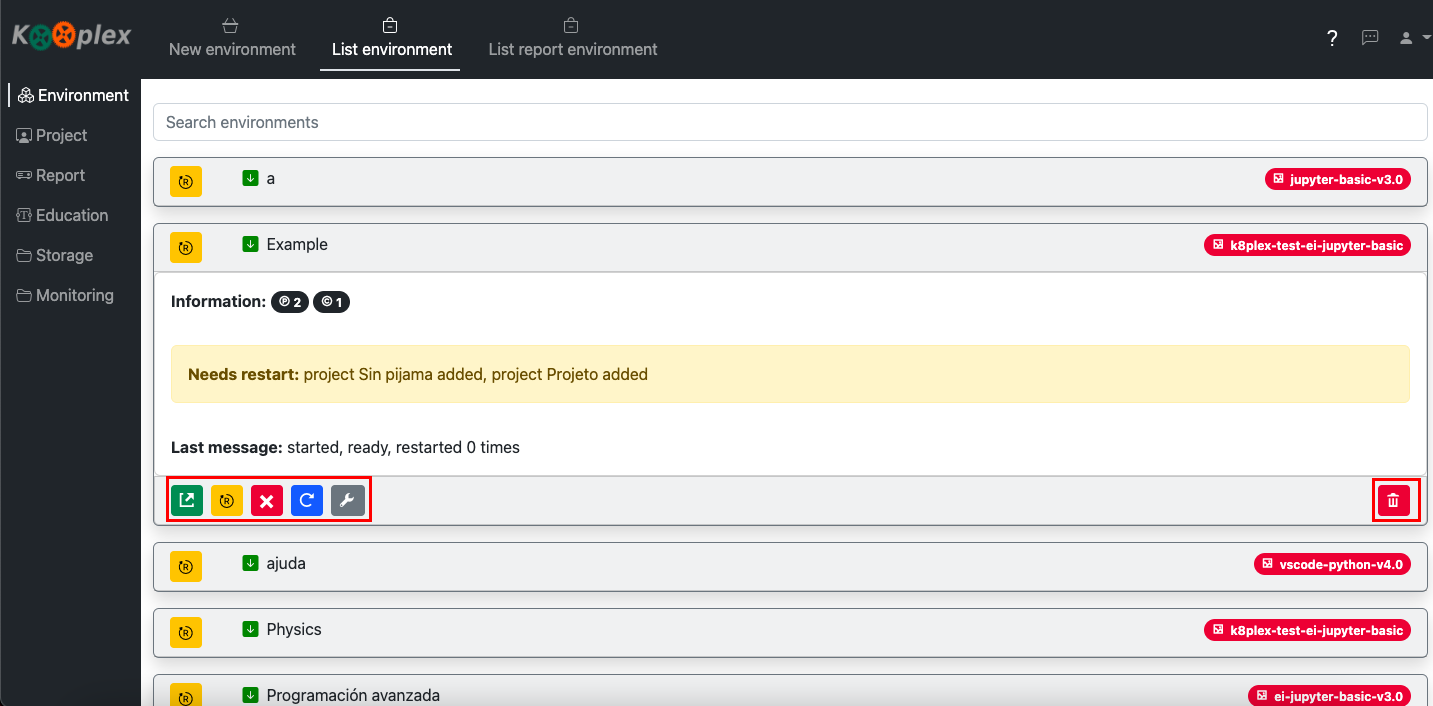 Kooplex
New environment
List environment
List report environment
?
Environment
Project
Report
Education
Storage
Monitoring
Search environments
R a jupyter-basic-v3.0
R Example k8plex-test-ei-jupyter-basic
Information: Ⓟ 2 © 1
Needs restart: project Sin pijama added, project Projeto added
Last message: started, ready, restarted 0 times
R
R ajuda vscode-python-v4.0
R Physics k8plex-test-ei-jupyter-basic
R Programación avanzada ei-jupyter-basic-v3.0